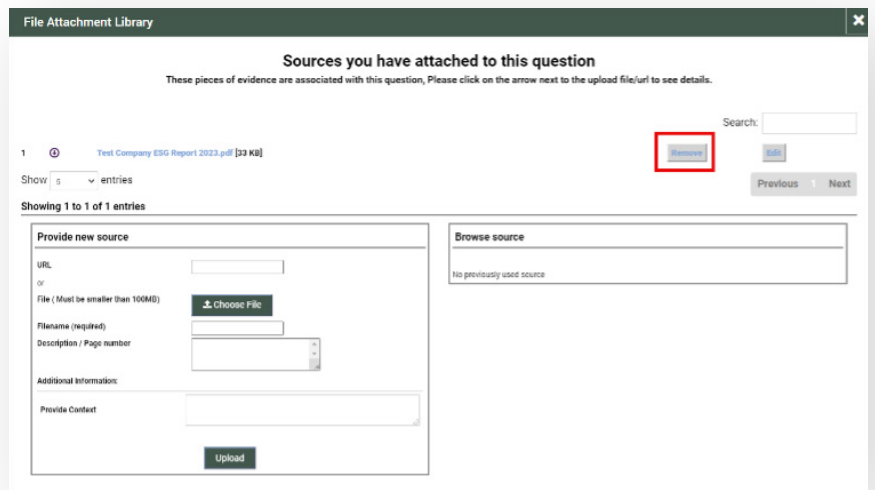 File Attachment Library
Sources you have attached to this question
These pieces of evidence are associated with this question, Please click on the arrow next to the upload file/url to see details.
Search:
1 Test Company ESG Report 2023.pdf [33 KB] Remove Edit
Show 5 entries
Previous 1 Next
Showing 1 to 1 of 1 entries
Provide new source
URL
or
File ( Must be smaller than 100MB)
Choose File
Filename (required)
Description / Page number
Additional Information:
Provide Context
Upload
Browse source
No previously used source